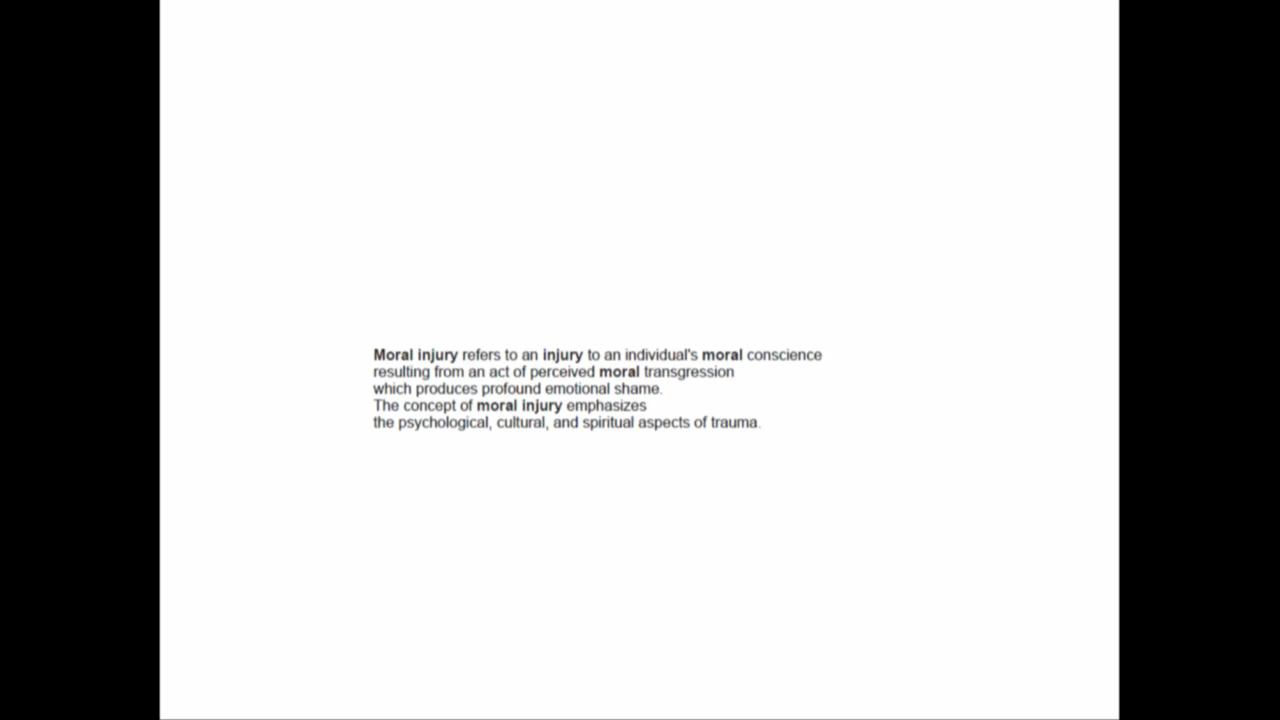 Moral injury refers to an injury to an individual's moral conscience
resulting from an act of perceived moral transgression
which produces profound emotional shame.
The concept of moral injury emphasizes
the psychological, cultural, and spiritual aspects of trauma.